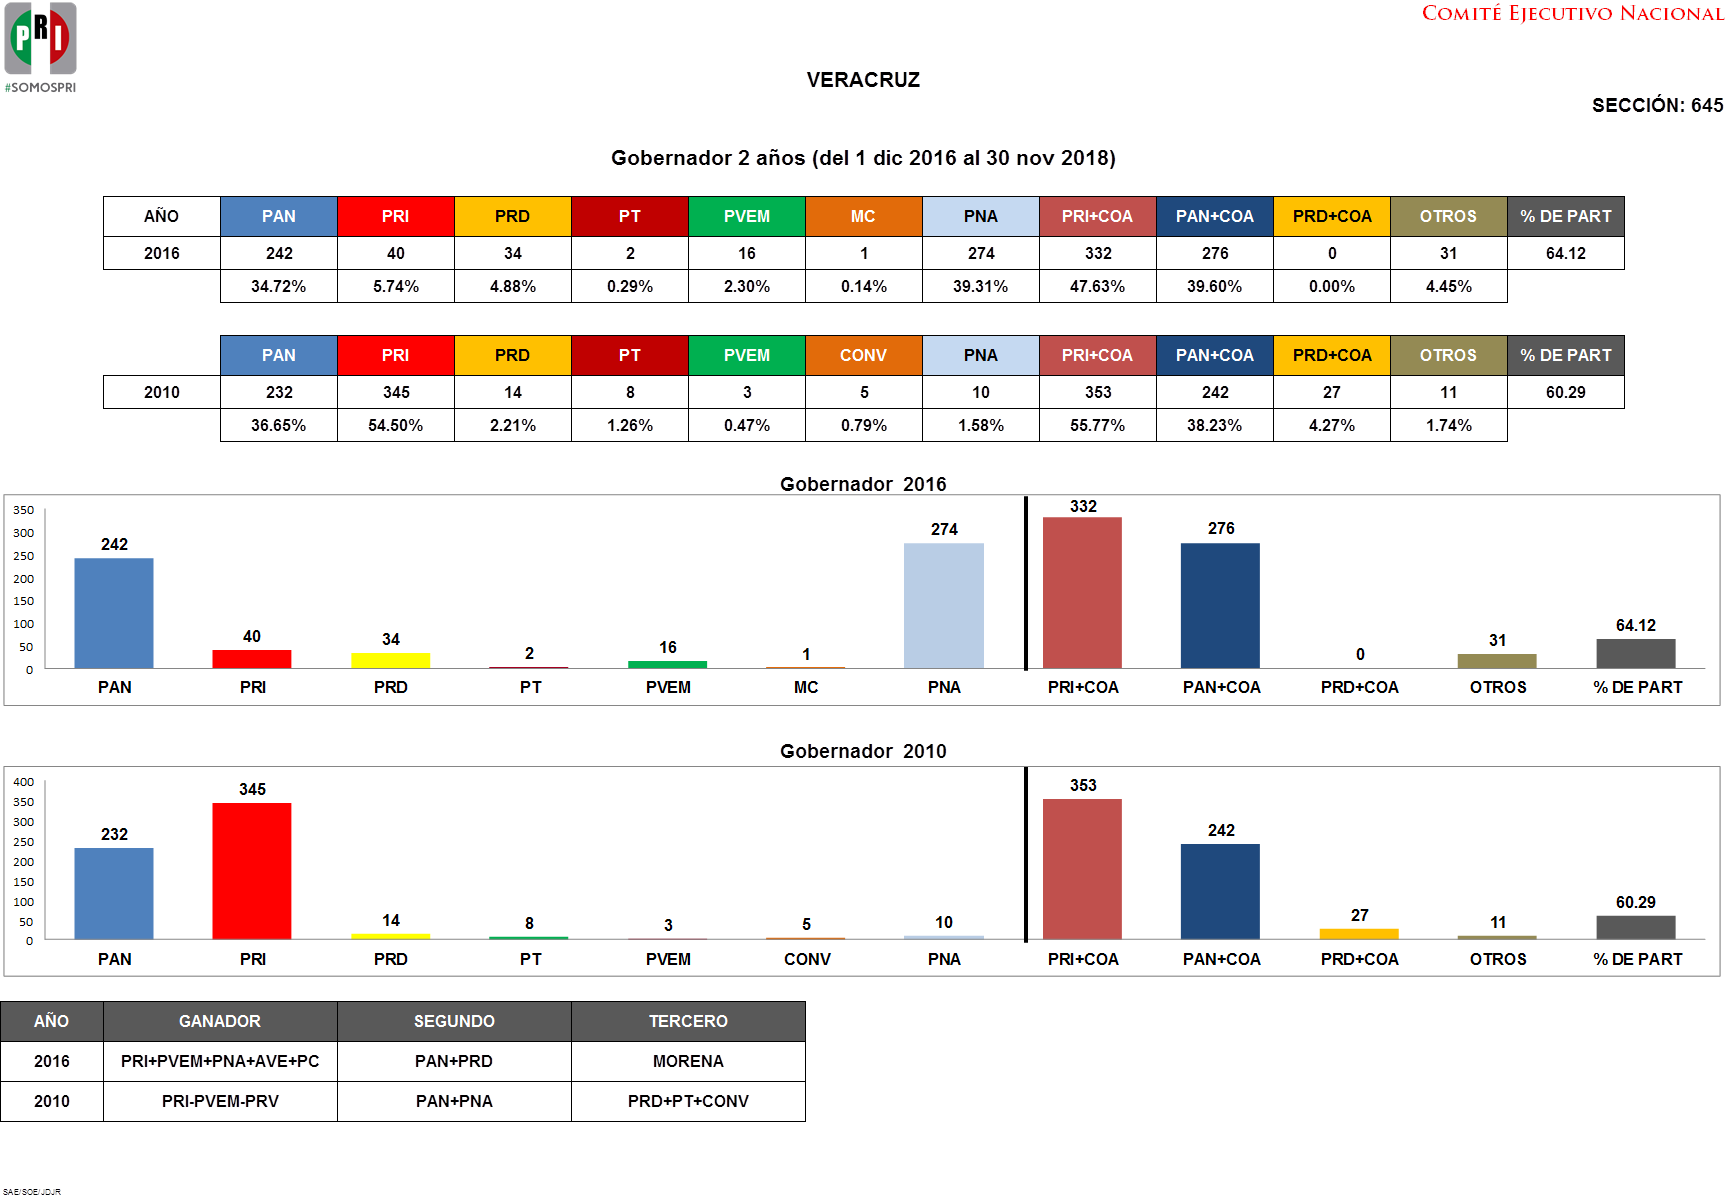 PRI
#SOMOSPRI
COMITÉ EJECUTIVO NACIONAL
VERACRUZ
SECCIÓN: 645
Gobernador 2 años (del 1 dic 2016 al 30 nov 2018)
AÑO PAN PRI PRD PT PVEM MC PNA PRI+COA PAN+COA PRD+COA OTROS % DE PART
2016 242 40 34 2 16 1 274 332 276 0 31 64.12
34.72% 5.74% 4.88% 0.29% 2.30% 0.14% 39.31% 47.63% 39.60% 0.00% 4.45%
PAN PRI PRD PT PVEM CONV PNA PRI+COA PAN+COA PRD+COA OTROS % DE PART
2010 232 345 14 8 3 5 10 353 242 27 11 60.29
36.65% 54.50% 2.21% 1.26% 0.47% 0.79% 1.58% 55.77% 38.23% 4.27% 1.74%
Gobernador 2016
350
300
250
200
150
100
50
0
242 40 34 2 16 1 274 332 276 0 31 64.12
PAN PRI PRD PT PVEM MC PNA PRI+COA PAN+COA PRD+COA OTROS % DE PART
Gobernador 2010
400
350
300
250
200
150
100
50
0
232 345 14 8 3 5 10 353 242 27 11 60.29
PAN PRI PRD PT PVEM CONV PNA PRI+COA PAN+COA PRD+COA OTROS % DE PART
AÑO GANADOR SEGUNDO TERCERO
2016 PRI+PVEM+PNA+AVE+PC PAN+PRD MORENA
2010 PRI-PVEM-PRV PAN+PNA PRD+PT+CONV
SAE/SOE/JDJR